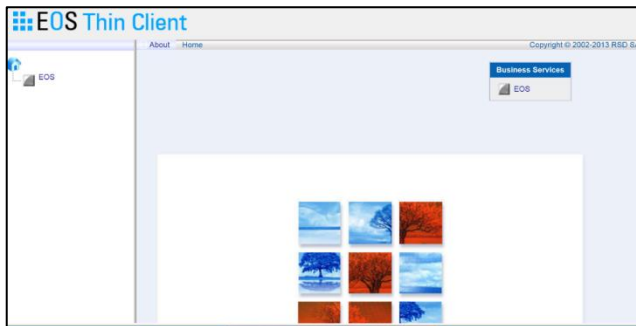 EOS Thin Client
About Home Copyright © 2002-2013 RSD
Business Services
EOS
EOS